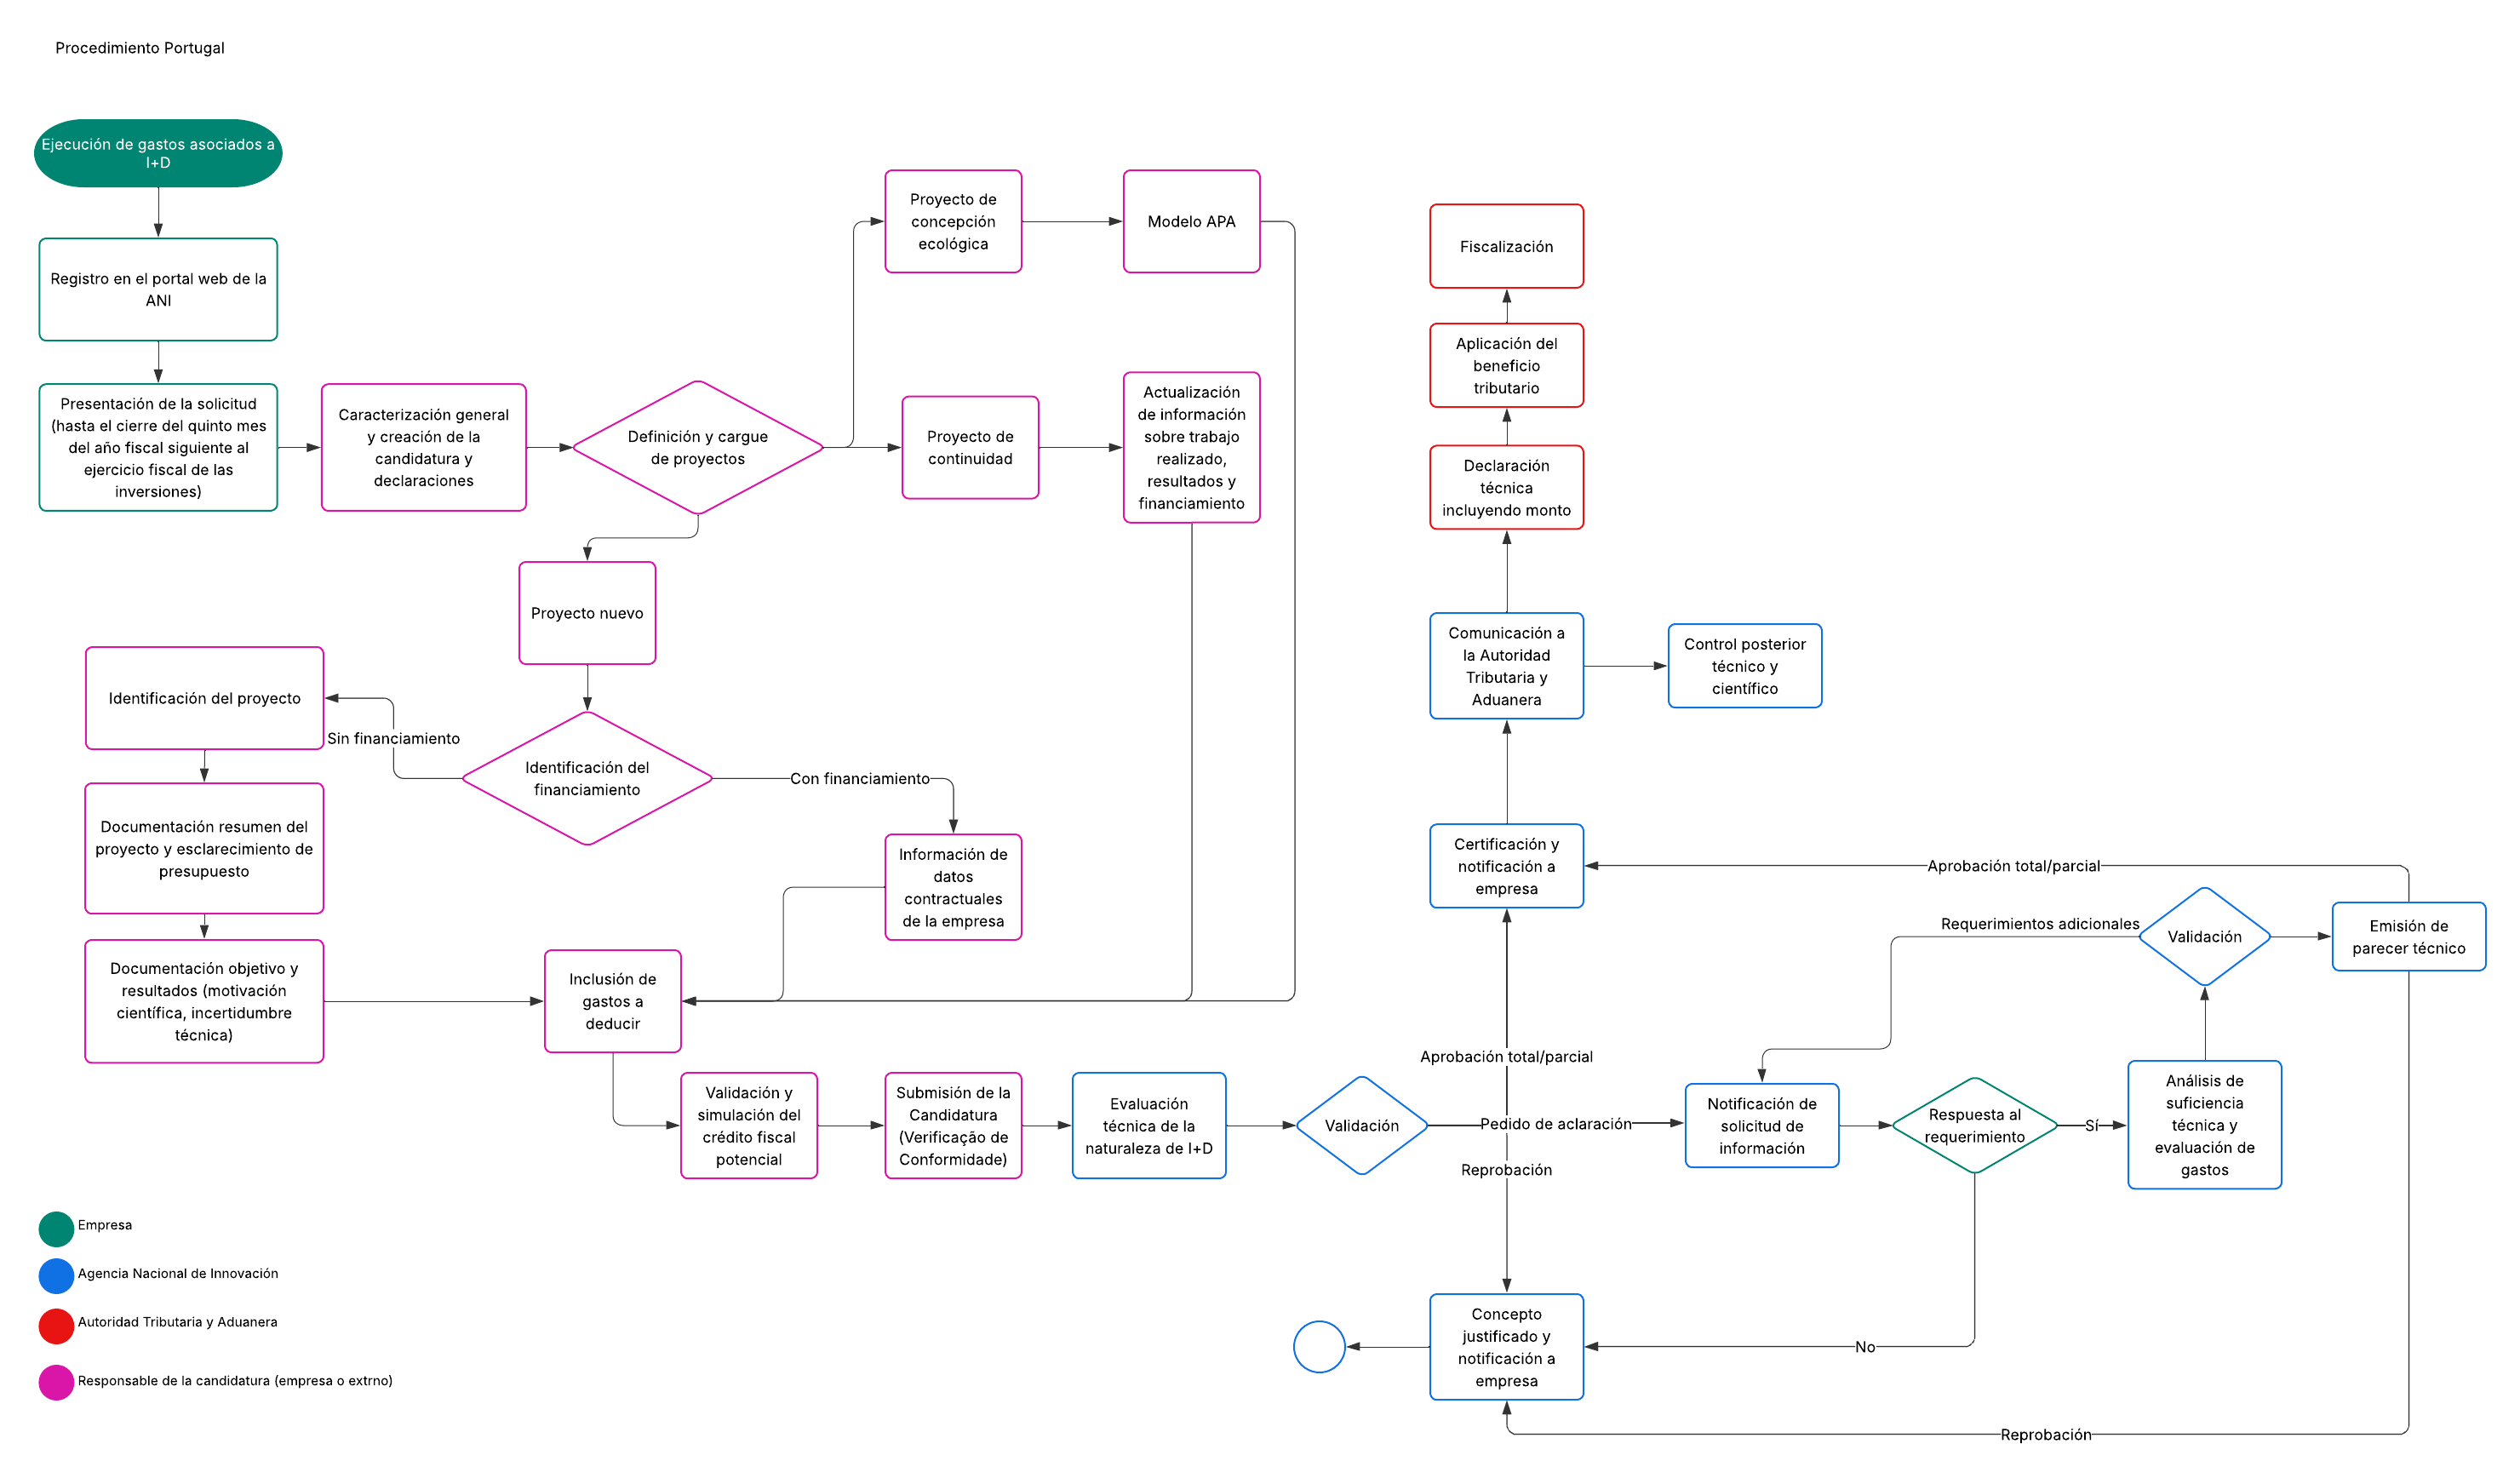 Procedimiento Portugal
Ejecución de gastos asociados a
I+D
Registro en el portal web de la
ANI
Presentación de la solicitud
(hasta el cierre del quinto mes
del año fiscal siguiente al
ejercicio fiscal de las
inversiones)
Caracterización general
y creación de la
candidatura y
declaraciones
Definición y cargue
de proyectos
Proyecto de
concepción
ecológica
Modelo APA
Proyecto de
continuidad
Actualización
de información
sobre trabajo
realizado,
resultados y
financiamiento
Proyecto nuevo
Identificación del
financiamiento
Sin financiamiento
Con financiamiento
Identificación del proyecto
Documentación resumen del
proyecto y esclarecimiento de
presupuesto
Documentación objetivo y
resultados (motivación
científica, incertidumbre
técnica)
Información de
datos
contractuales
de la empresa
Inclusión de
gastos a
deducir
Validación y
simulación del
crédito fiscal
potencial
Submisión de la
Candidatura
(Verificação de
Conformidade)
Evaluación
técnica de la
naturaleza de I+D
Validación
Aprobación total/parcial
Pedido de aclaración
Reprobación
Fiscalización
Aplicación del
beneficio
tributario
Declaración
técnica
incluyendo monto
Comunicación a
la Autoridad
Tributaria y
Aduanera
Control posterior
técnico y
científico
Certificación y
notificación a
empresa
Aprobación total/parcial
Requerimientos adicionales
Validación
Emisión de
parecer técnico
Notificación de
solicitud de
información
Respuesta al
requerimiento
Sí
Análisis de
suficiencia
técnica y
evaluación de
gastos
Concepto
justificado y
notificación a
empresa
No
Reprobación
Empresa
Agencia Nacional de Innovación
Autoridad Tributaria y Aduanera
Responsable de la candidatura (empresa o extrno)